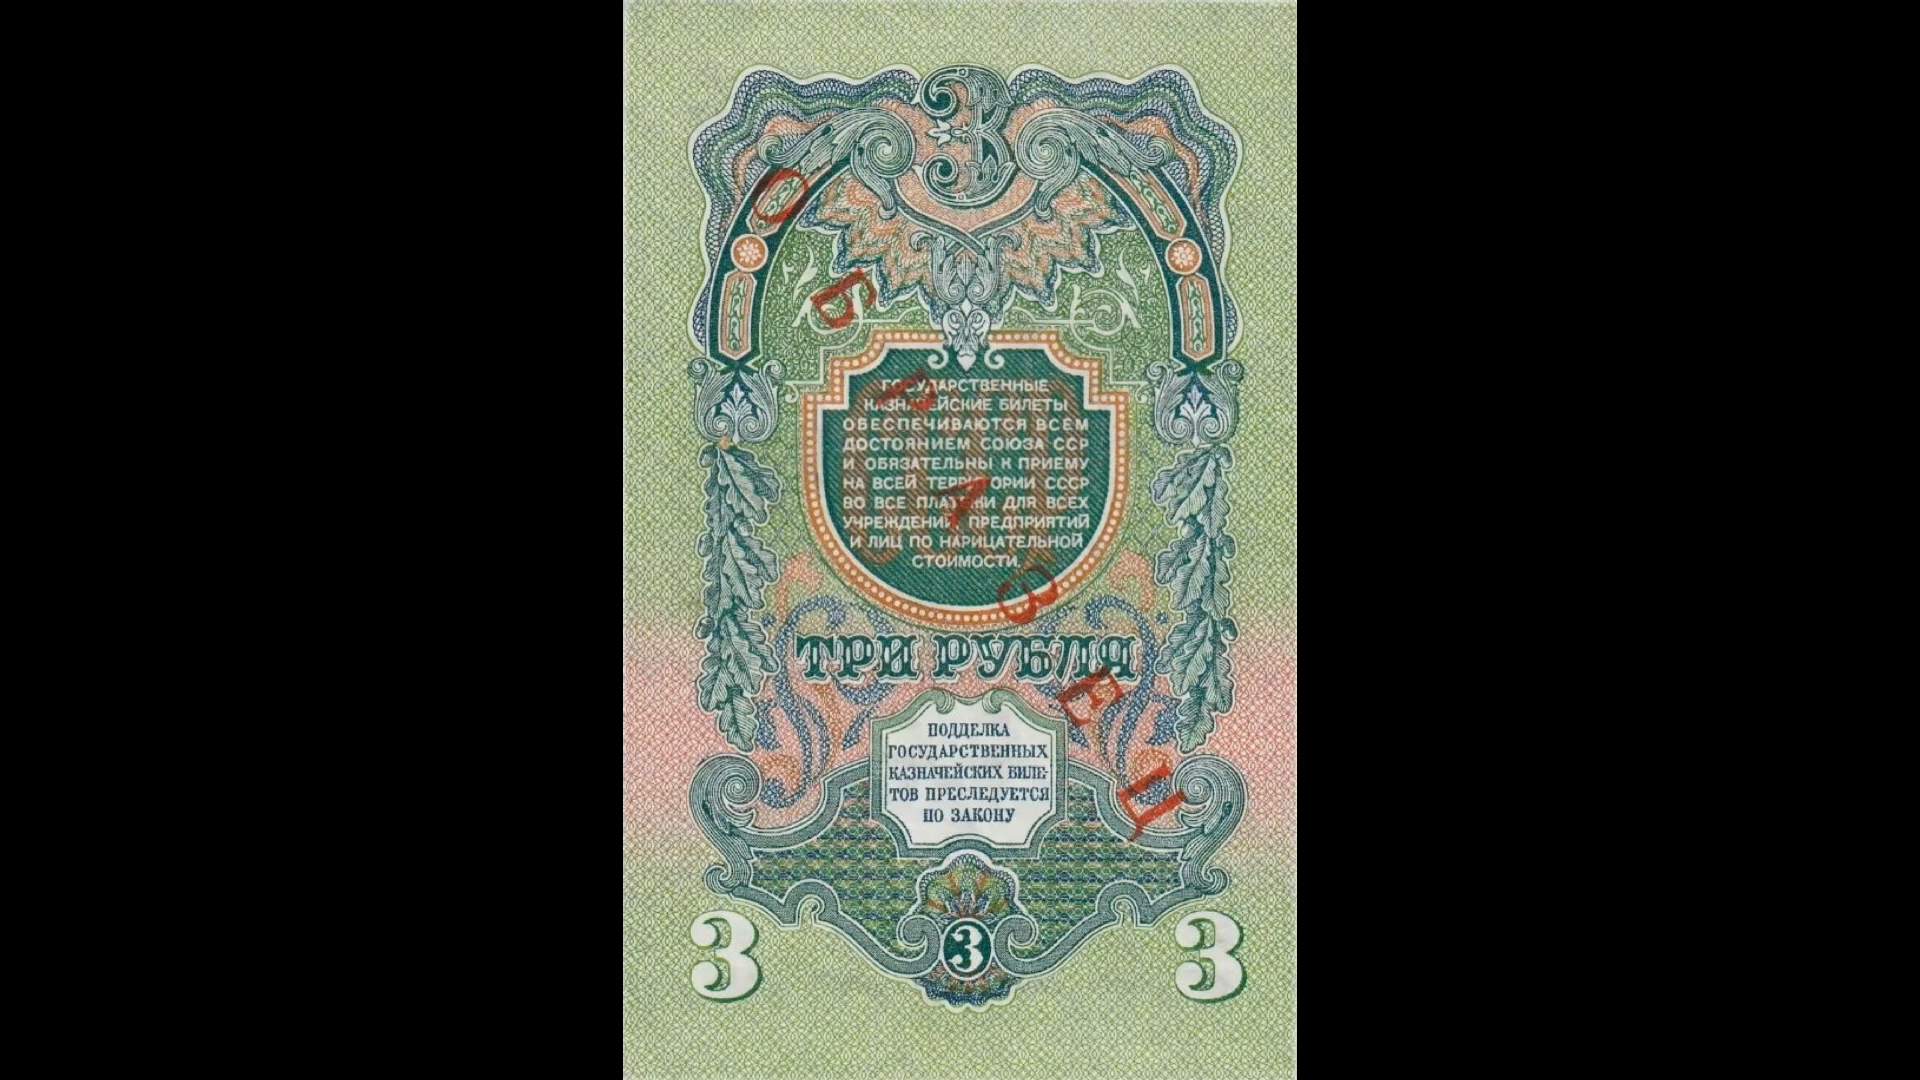 3
ГОСУДАРСТВЕННЫЕ
КАЗНАЧЕЙСКИЕ БИЛЕТЫ
ОБЕСПЕЧИВАЮТСЯ ВСЕМ
ДОСТОЯНИЕМ СОЮЗА ССР
И ОБЯЗАТЕЛЬНЫ К ПРИЕМУ
НА ВСЕЙ ТЕРРИТОРИИ СССР
ВО ВСЕ ПЛАТЕЖИ ДЛЯ ВСЕХ
УЧРЕЖДЕНИЙ, ПРЕДПРИЯТИЙ
И ЛИЦ ПО НАРИЦАТЕЛЬНОЙ
СТОИМОСТИ.
ОБРАЗЕЦ
ТРИ РУБЛЯ
ПОДДЕЛКА
ГОСУДАРСТВЕННЫХ
КАЗНАЧЕЙСКИХ БИЛЕ-
ТОВ ПРЕСЛЕДУЕТСЯ
ПО ЗАКОНУ
3 3 3